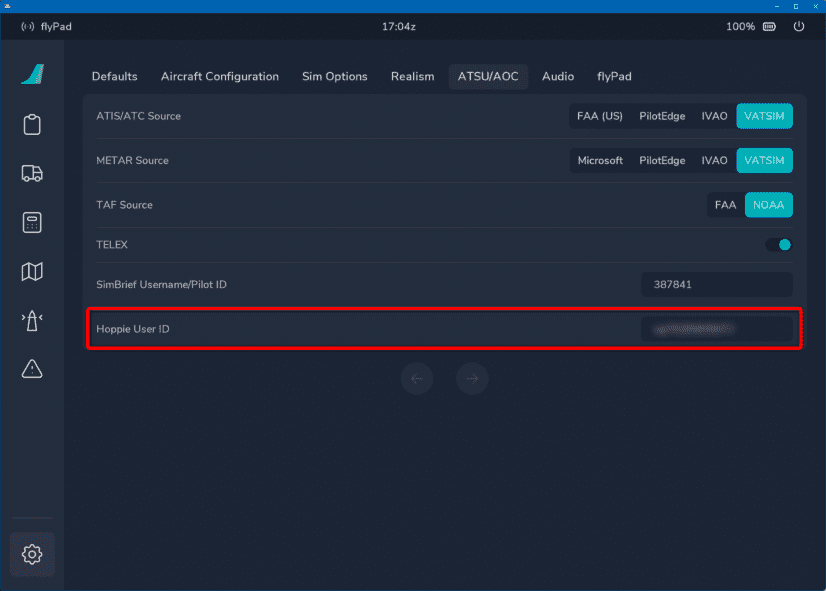 flyPad 17:04z 100%
Defaults Aircraft Configuration Sim Options Realism ATSU/AOC Audio flyPad
ATIS/ATC Source FAA (US) PilotEdge IVAO VATSIM
METAR Source Microsoft PilotEdge IVAO VATSIM
TAF Source FAA NOAA
TELEX
SimBrief Username/Pilot ID 387841
Hoppie User ID